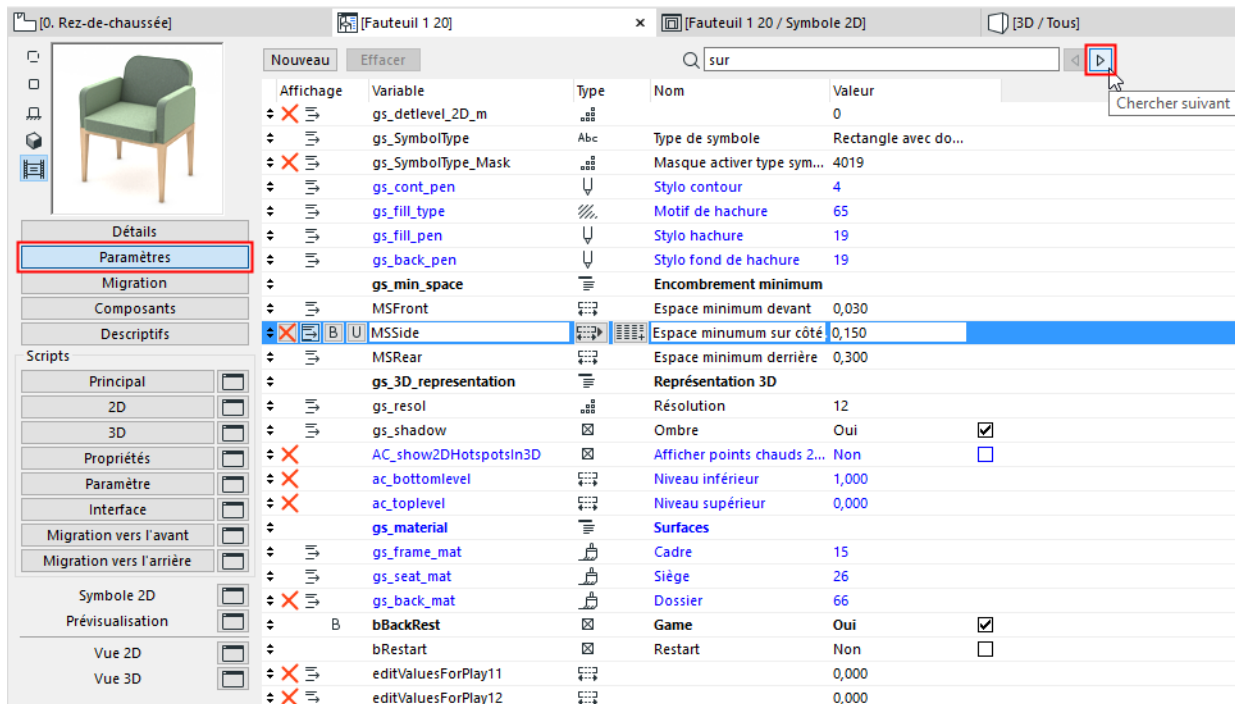 [0. Rez-de-chaussée] [Fauteuil 1 20] × [Fauteuil 1 20 / Symbole 2D] [3D / Tous]
Nouveau Effacer sur
Chercher suivant
Affichage Variable Type Nom Valeur
gs_detlevel_2D_m 0
gs_SymbolType Abc Type de symbole Rectangle avec do...
gs_SymbolType_Mask Masque activer type sym... 4019
gs_cont_pen Stylo contour 4
gs_fill_type Motif de hachure 65
gs_fill_pen Stylo hachure 19
gs_back_pen Stylo fond de hachure 19
gs_min_space Encombrement minimum
MSFront Espace minimum devant 0,030
B U MSSide Espace minumum sur côté 0,150
MSRear Espace minimum derrière 0,300
gs_3D_representation Représentation 3D
gs_resol Résolution 12
gs_shadow Ombre Oui
AC_show2DHotspotsIn3D Afficher points chauds 2... Non
ac_bottomlevel Niveau inférieur 1,000
ac_toplevel Niveau supérieur 0,000
gs_material Surfaces
gs_frame_mat Cadre 15
gs_seat_mat Siège 26
gs_back_mat Dossier 66
B bBackRest Game Oui
bRestart Restart Non
editValuesForPlay11 0,000
editValuesForPlay12 0,000
Détails
Paramètres
Migration
Composants
Descriptifs
Scripts
Principal
2D
3D
Propriétés
Paramètre
Interface
Migration vers l'avant
Migration vers l'arrière
Symbole 2D
Prévisualisation
Vue 2D
Vue 3D